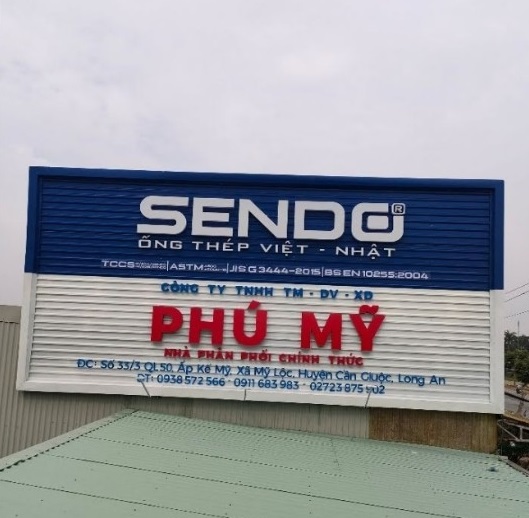 SENDO®
ỐNG THÉP VIỆT - NHẬT
TCCS ASTM JIS G 3444-2015 BS EN 10255:2004
CÔNG TY TNHH TM - DV - XD
PHÚ MỸ
NHÀ PHÂN PHỐI CHÍNH THỨC
ĐC: Số 33/3 QL50, Ấp Kế Mỹ, Xã Mỹ Lộc, Huyện Cần Giuộc, Long An
ĐT: 0938 572 566 - 0911 683 983 - 02723 875 902